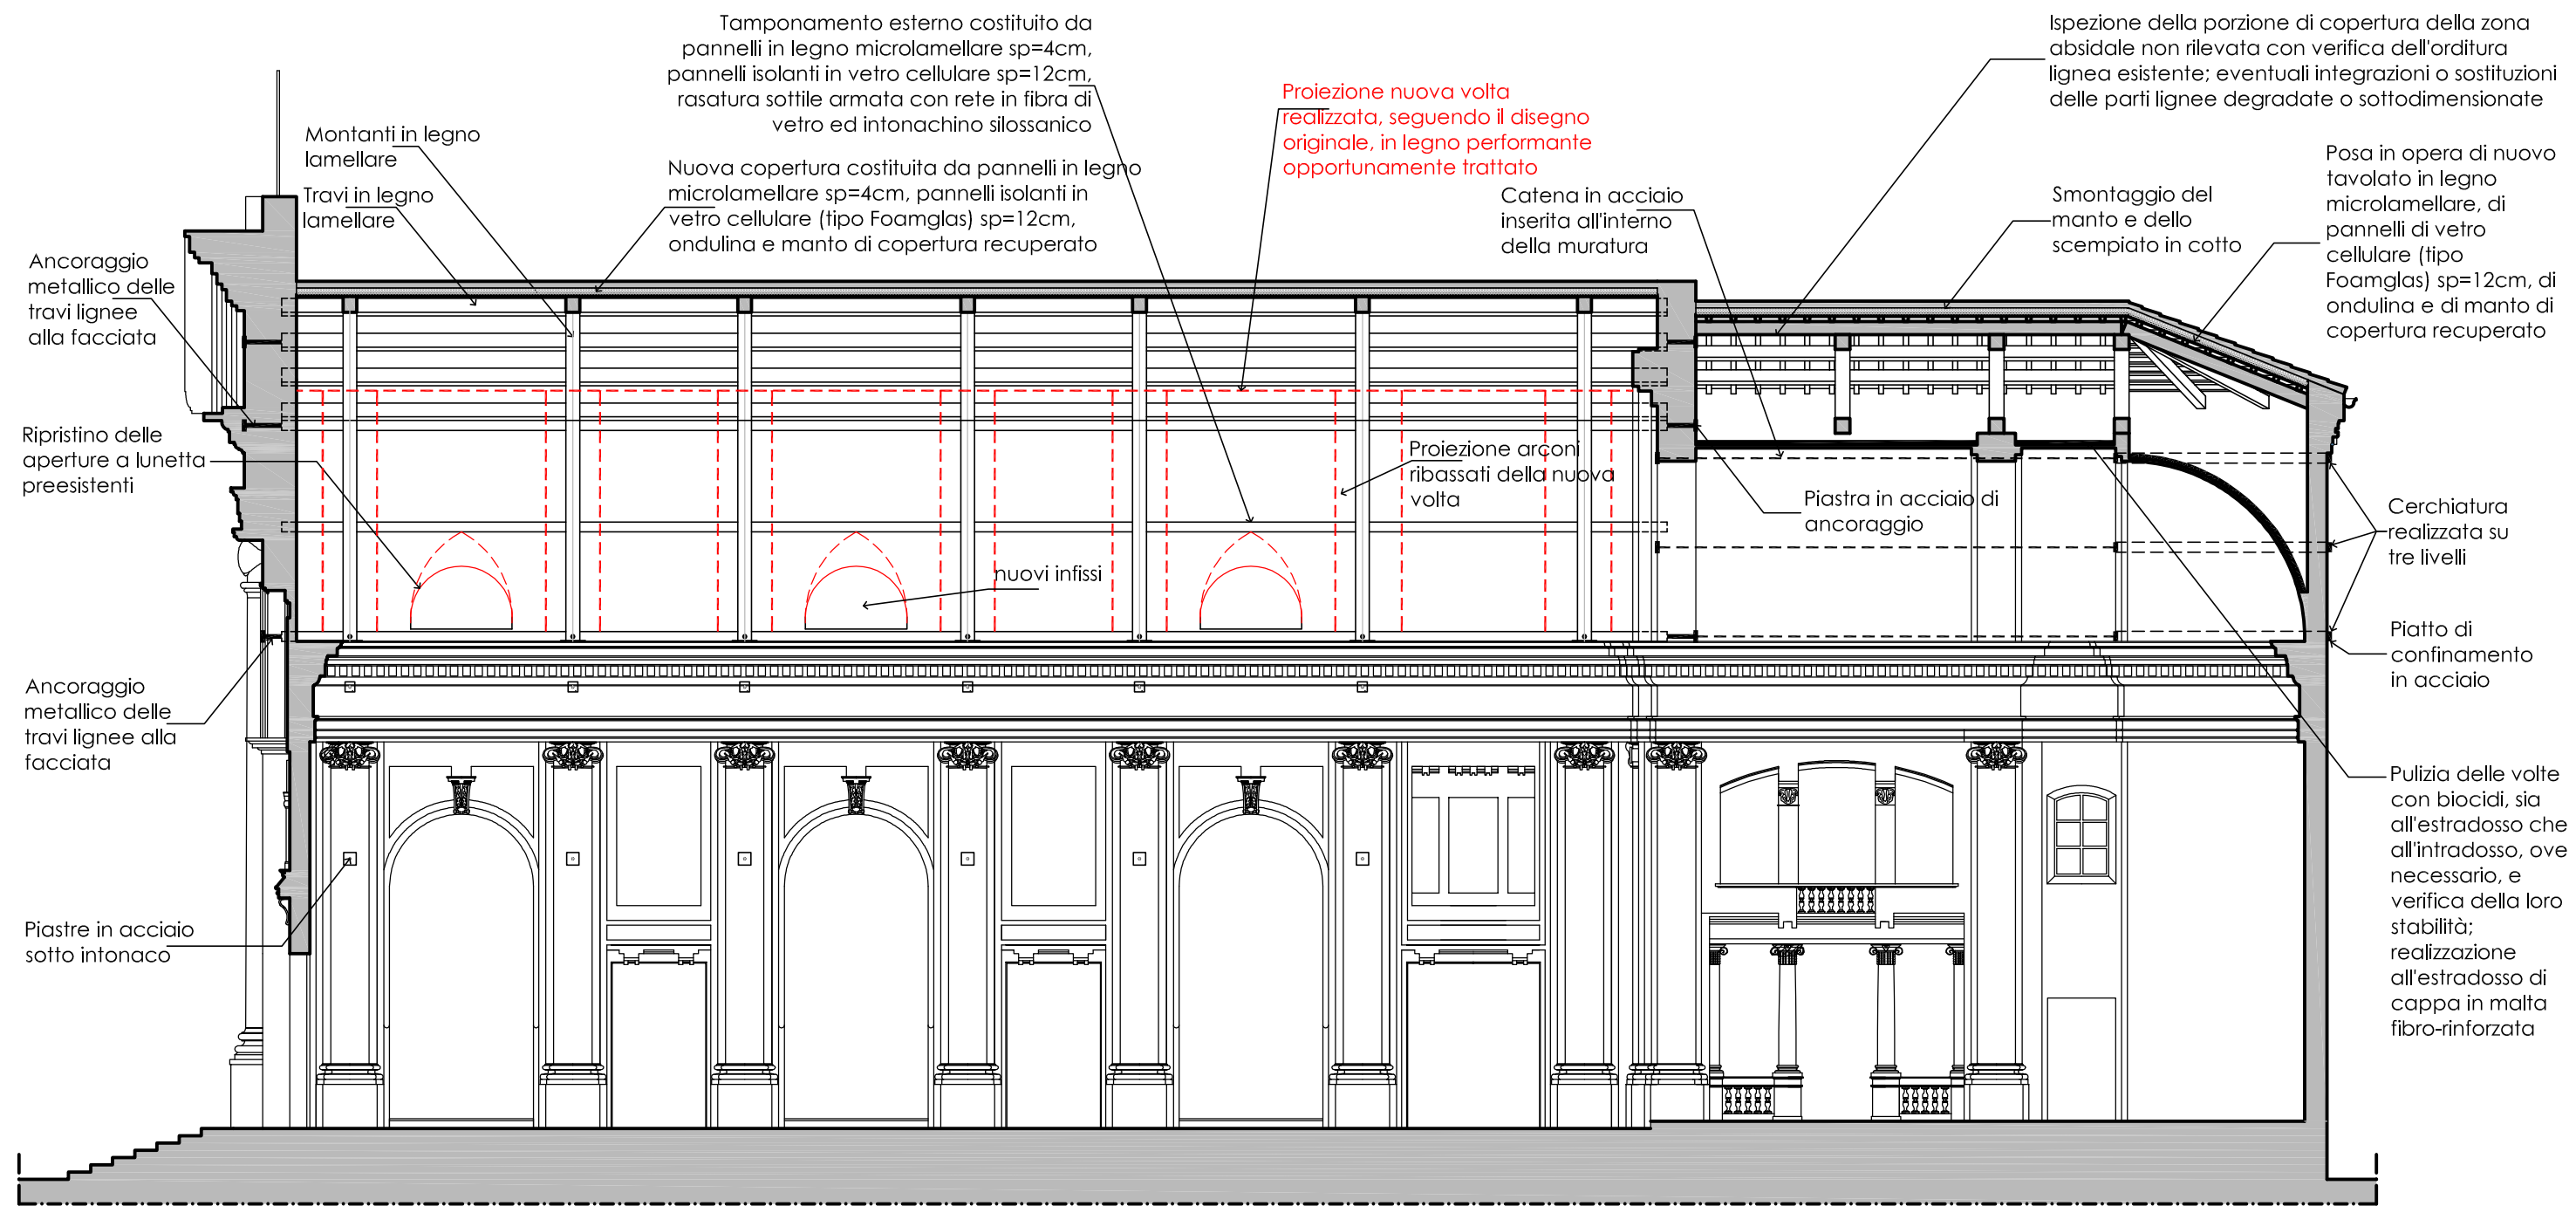 Tamponamento esterno costituito da
pannelli in legno microlamellare sp=4cm,
pannelli isolanti in vetro cellulare sp=12cm,
rasatura sottile armata con rete in fibra di
vetro ed intonachino silossanico
Ispezione della porzione di copertura della zona
absidale non rilevata con verifica dell'orditura
lignea esistente; eventuali integrazioni o sostituzioni
delle parti lignee degradate o sottodimensionate
Proiezione nuova volta
realizzata, seguendo il disegno
originale, in legno performante
opportunamente trattato
Montanti in legno
lamellare
Travi in legno
lamellare
Nuova copertura costituita da pannelli in legno
microlamellare sp=4cm, pannelli isolanti in
vetro cellulare (tipo Foamglas) sp=12cm,
ondulina e manto di copertura recuperato
Catena in acciaio
inserita all'interno
della muratura
Smontaggio del
manto e dello
scempiato in cotto
Posa in opera di nuovo
tavolato in legno
microlamellare, di
pannelli di vetro
cellulare (tipo
Foamglas) sp=12cm, di
ondulina e di manto di
copertura recuperato
Ancoraggio
metallico delle
travi lignee
alla facciata
Ripristino delle
aperture a lunetta
preesistenti
Proiezione arconi
ribassati della nuova
volta
Piastra in acciaio di
ancoraggio
Cerchiatura
realizzata su
tre livelli
nuovi infissi
Piatto di
confinamento
in acciaio
Ancoraggio
metallico delle
travi lignee alla
facciata
Pulizia delle volte
con biocidi, sia
all'estradosso che
all'intradosso, ove
necessario, e
verifica della loro
stabilità;
realizzazione
all'estradosso di
cappa in malta
fibro-rinforzata
Piastre in acciaio
sotto intonaco